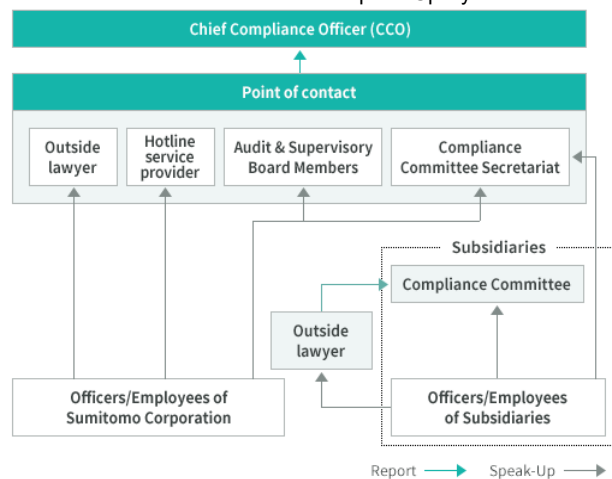 Chief Compliance Officer (CCO)
Point of contact
Outside
lawyer
Hotline
service
provider
Audit & Supervisory
Board Members
Compliance
Committee Secretariat
Subsidiaries
Compliance Committee
Outside
lawyer
Officers/Employees of
Sumitomo Corporation
Officers/Employees
of Subsidiaries
Report
Speak-Up